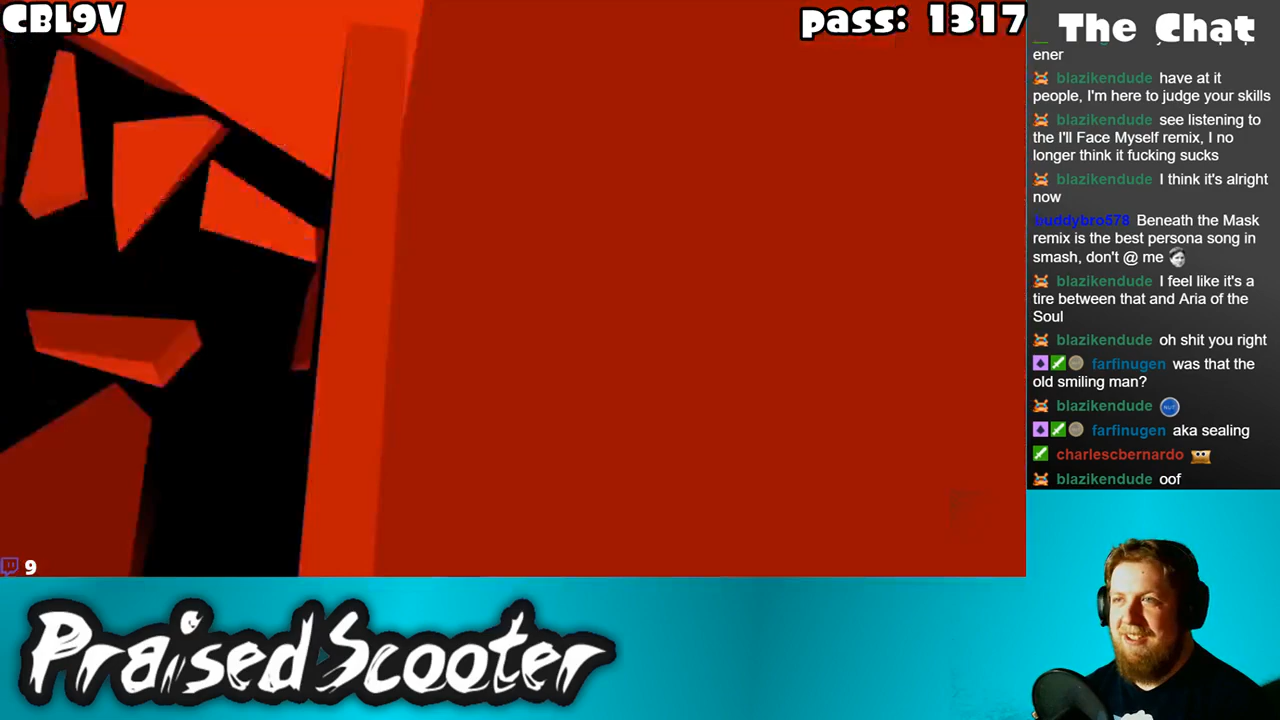 CBL9V
pass: 1317
The Chat
ener
blazikendude have at it
people, I'm here to judge your skills
blazikendude see listening to
the I'll Face Myself remix, I no
longer think it fucking sucks
blazikendude I think it's alright
now
buddybro578 Beneath the Mask
remix is the best persona song in
smash, don't @ me
blazikendude I feel like it's a
tire between that and Aria of the
Soul
blazikendude oh shit you right
farfinugen was that the
old smiling man?
blazikendude
farfinugen aka sealing
charlescbernardo
blazikendude oof
9
PraisedScooter